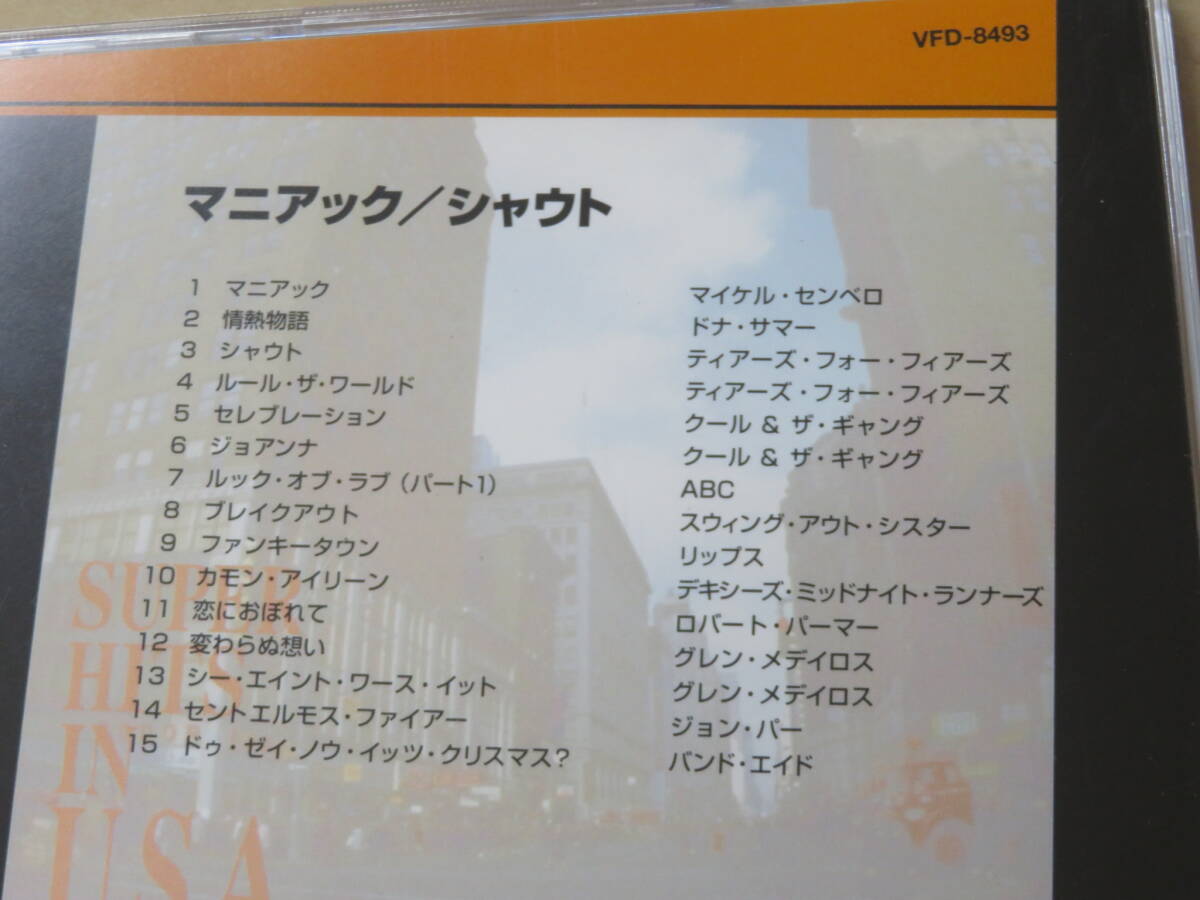 VFD-8493
マニアック／シャウト
1 マニアック マイケル・センベロ
2 情熱物語 ドナ・サマー
3 シャウト ティアーズ・フォー・フィアーズ
4 ルール・ザ・ワールド ティアーズ・フォー・フィアーズ
5 セレブレーション クール & ザ・ギャング
6 ジョアンナ クール & ザ・ギャング
7 ルック・オブ・ラブ（パート1） ABC
8 ブレイクアウト スウィング・アウト・シスター
9 ファンキータウン リップス
10 カモン・アイリーン デキシーズ・ミッドナイト・ランナーズ
11 恋におぼれて ロバート・パーマー
12 変わらぬ想い グレン・メデイロス
13 シー・エイント・ワース・イット グレン・メデイロス
14 セントエルモス・ファイアー ジョン・パー
15 ドゥ・ゼイ・ノウ・イッツ・クリスマス? バンド・エイド
SUPER
HITS
IN
USA